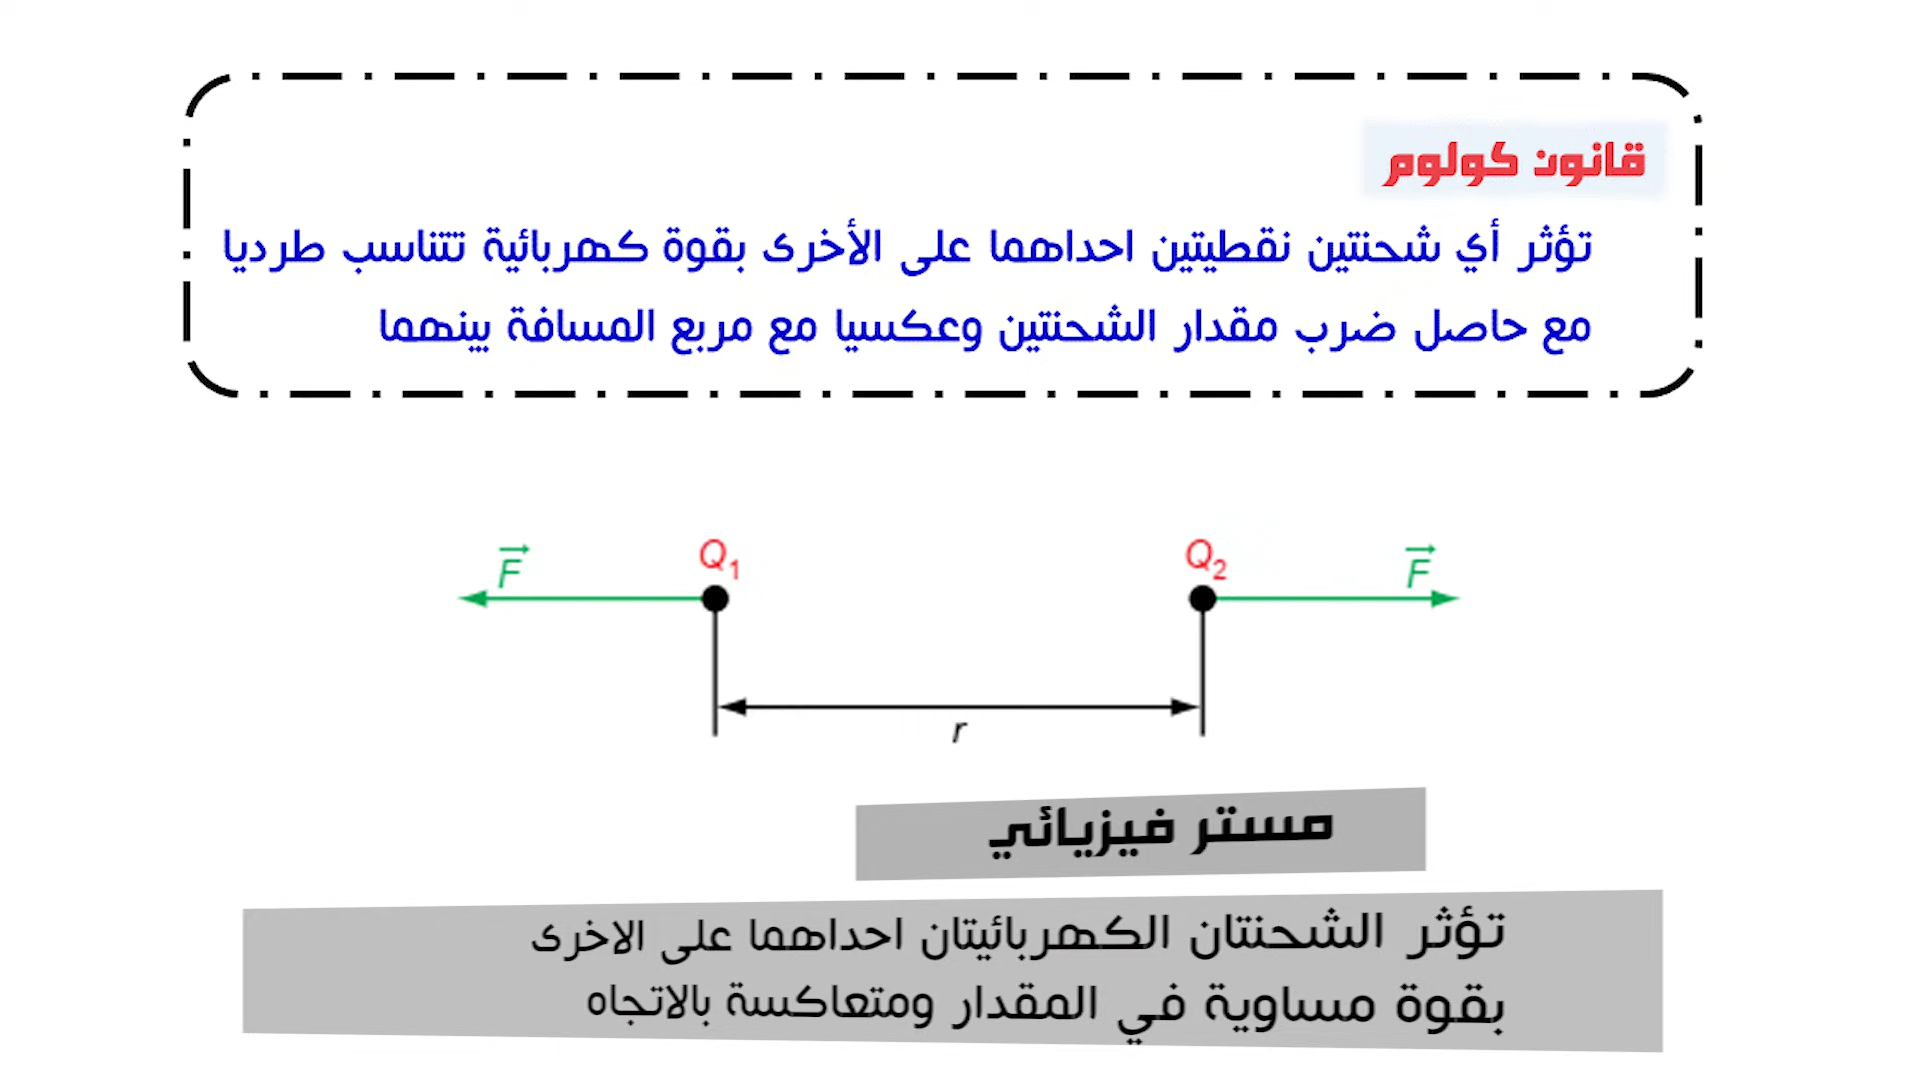 قانون كولوم
تؤثر أي شحنتين نقطيتين احداهما على الأخرى بقوة كهربائية تتناسب طرديا
مع حاصل ضرب مقدار الشحنتين وعكسيا مع مربع المسافة بينهما
F Q1 Q2 F
r
مستر فيزيائي
تؤثر الشحنتان الكهربائيتان احداهما على الاخرى
بقوة مساوية في المقدار ومتعاكسة بالاتجاه